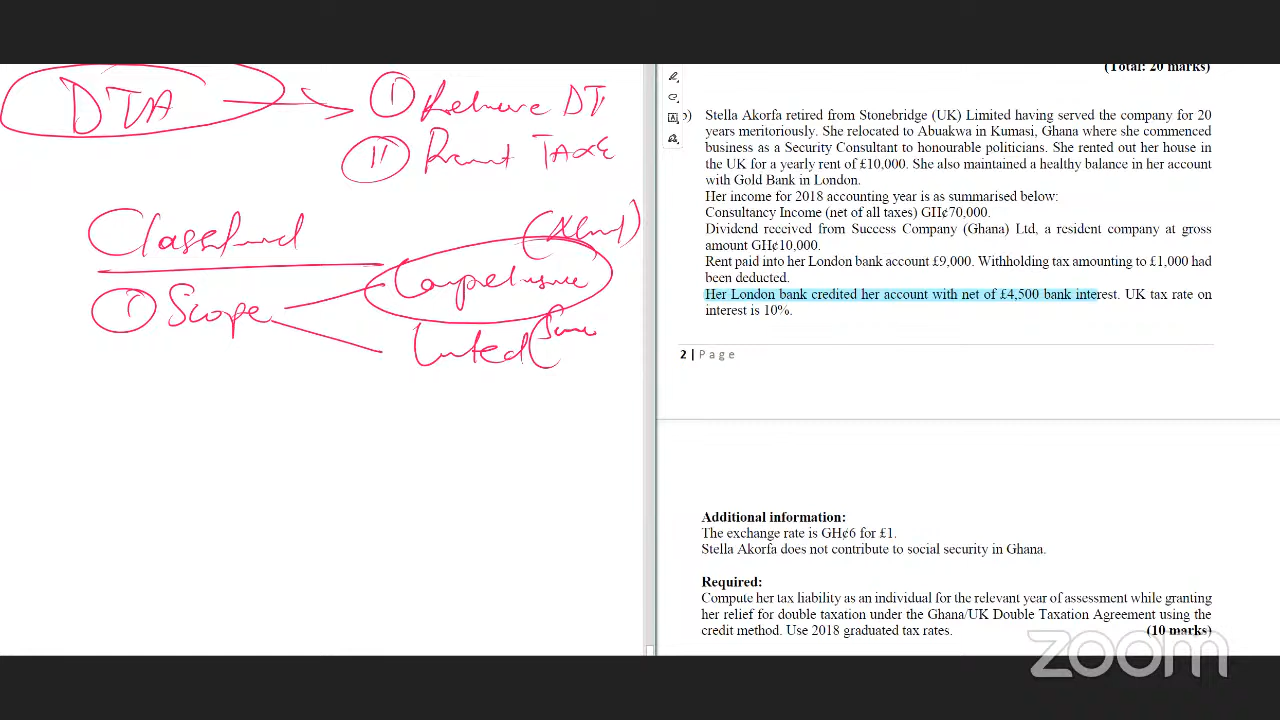 DTA
① Relieve DT
② Prevent TAXE
Classified
① Scope
Comprehensive
Limited (Some
(Total: 20 marks)
Stella Akorfa retired from Stonebridge (UK) Limited having served the company for 20
years meritoriously. She relocated to Abuakwa in Kumasi, Ghana where she commenced
business as a Security Consultant to honourable politicians. She rented out her house in
the UK for a yearly rent of £10,000. She also maintained a healthy balance in her account
with Gold Bank in London.
Her income for 2018 accounting year is as summarised below:
Consultancy Income (net of all taxes) GH¢70,000.
Dividend received from Success Company (Ghana) Ltd, a resident company at gross
amount GH¢10,000.
Rent paid into her London bank account £9,000. Withholding tax amounting to £1,000 had
been deducted.
Her London bank credited her account with net of £4,500 bank interest. UK tax rate on
interest is 10%.
2 | Page
Additional information:
The exchange rate is GH¢6 for £1.
Stella Akorfa does not contribute to social security in Ghana.
Required:
Compute her tax liability as an individual for the relevant year of assessment while granting
her relief for double taxation under the Ghana/UK Double Taxation Agreement using the
credit method. Use 2018 graduated tax rates. (10 marks)
zoom